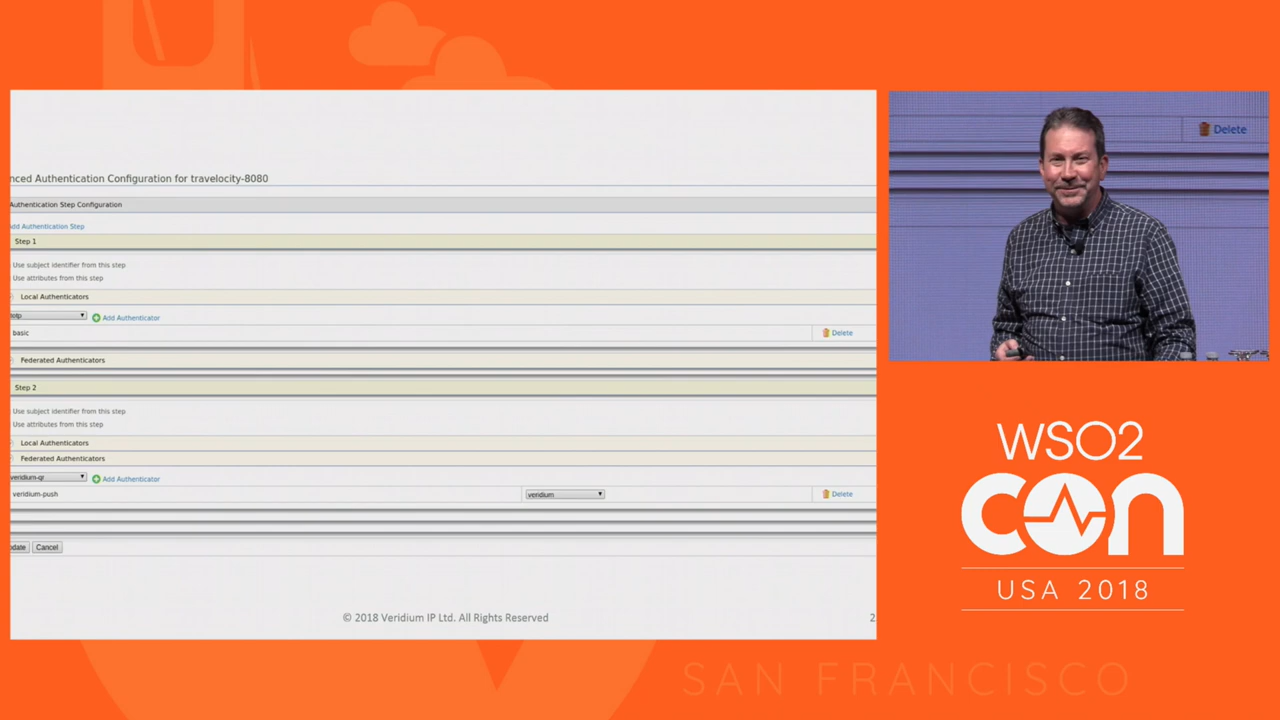 nced Authentication Configuration for travelocity-8080
Authentication Step Configuration
dd Authentication Step
Step 1
Use subject identifier from this step
Use attributes from this step
Local Authenticators
Add Authenticator
basic
Delete
Federated Authenticators
Step 2
Use subject identifier from this step
Use attributes from this step
Local Authenticators
Federated Authenticators
veridium-qr
Add Authenticator
veridium-push
veridium
Delete
date
Cancel
© 2018 Veridium IP Ltd. All Rights Reserved
2
Delete
WSO2
CON
USA 2018
SAN FRANCISCO